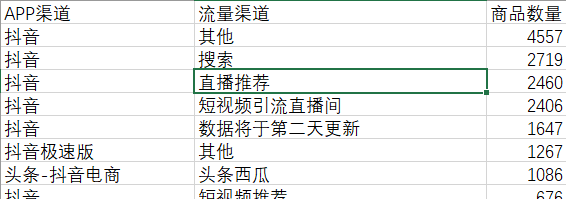 APP渠道 流量渠道 商品数量
抖音 其他 4557
抖音 搜索 2719
抖音 直播推荐 2460
抖音 短视频引流直播间 2406
抖音 数据将于第二天更新 1647
抖音极速版 其他 1267
头条-抖音电商 头条西瓜 1086
抖音 短视频推荐 676